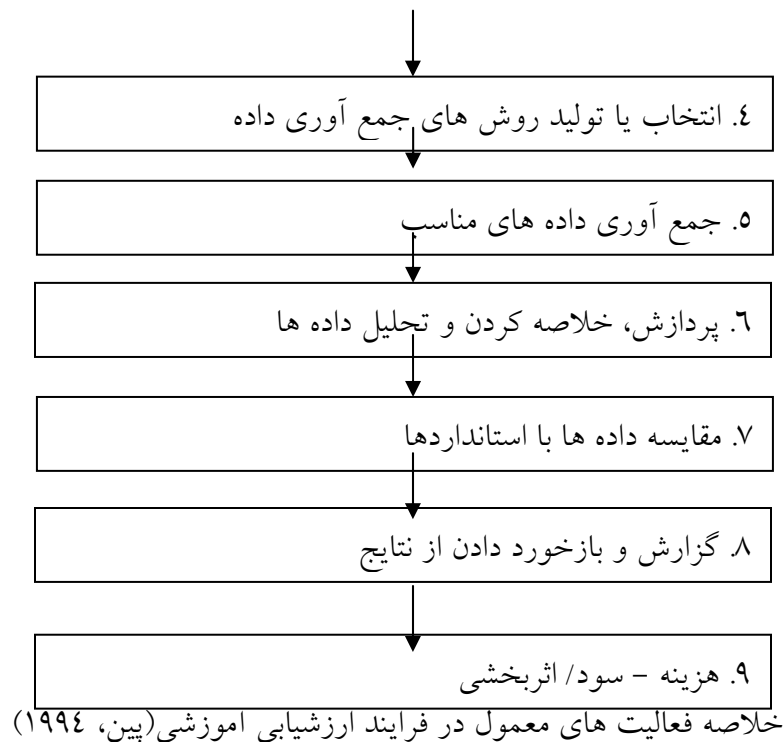 ٤. انتخاب یا تولید روش های جمع آوری داده
٥. جمع آوری داده های مناسب
٦. پردازش، خلاصه کردن و تحلیل داده ها
٧. مقایسه داده ها با استانداردها
٨. گزارش و بازخورد دادن از نتایج
٩. هزینه – سود/ اثربخشی
خلاصه فعالیت های معمول در فرایند ارزشیابی آموزشی(پین، ١٩٩٤)